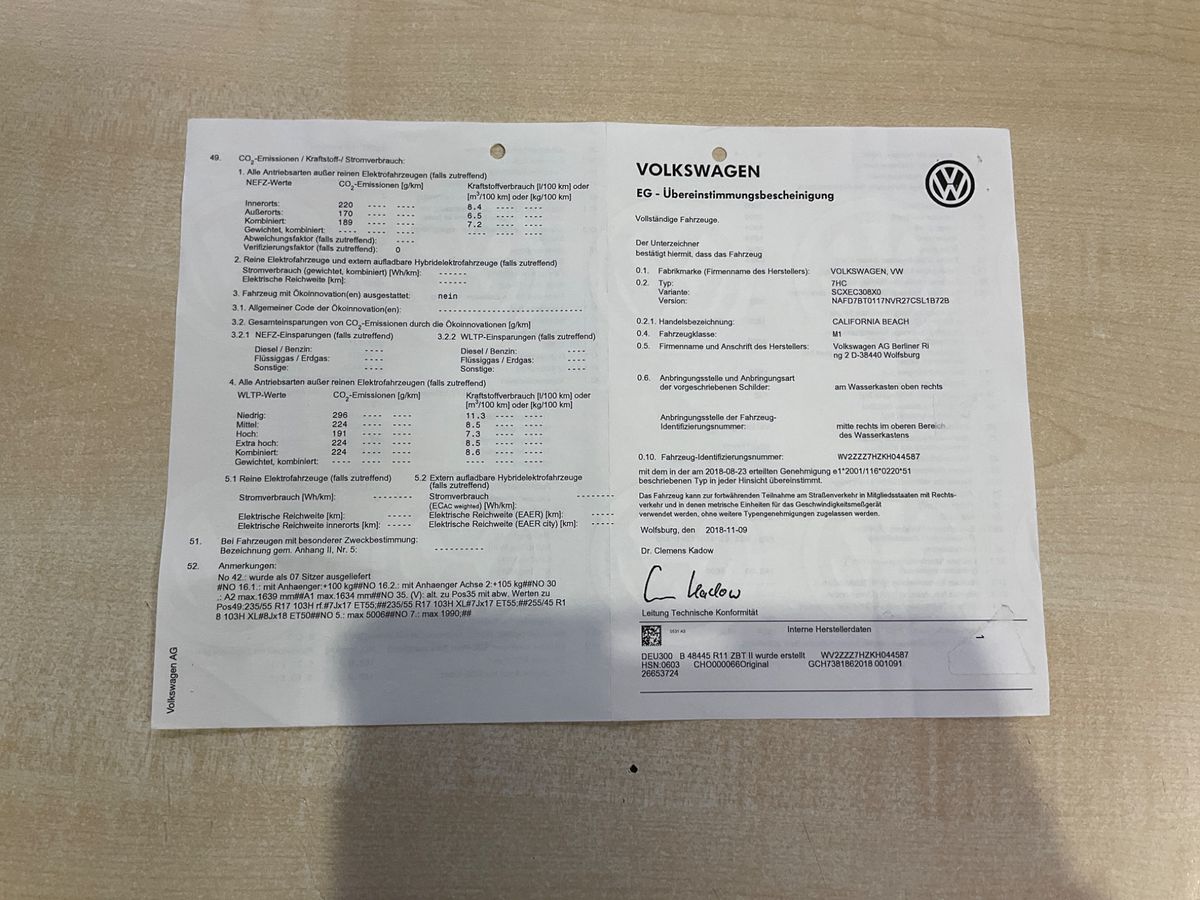 49. CO2-Emissionen / Kraftstoff-/ Stromverbrauch:
1. Alle Antriebsarten außer reinen Elektrofahrzeugen (falls zutreffend)
NEFZ-Werte CO2-Emissionen [g/km] Kraftstoffverbrauch [l/100 km] oder
[m³/100 km] oder [kg/100 km]
Innerorts: 220 ---- ---- 8.4 ---- ----
Außerorts: 170 ---- ---- 6.5 ---- ----
Kombiniert: 189 ---- ---- 7.2 ---- ----
Gewichtet, kombiniert: ---- ---- ---- ---- ---- ----
Abweichungsfaktor (falls zutreffend): ----
Verifizierungsfaktor (falls zutreffend): 0
2. Reine Elektrofahrzeuge und extern aufladbare Hybridelektrofahrzeuge (falls zutreffend)
Stromverbrauch (gewichtet, kombiniert) [Wh/km]: ------
Elektrische Reichweite [km]: ------
3. Fahrzeug mit Ökoinnovation(en) ausgestattet: nein
3.1. Allgemeiner Code der Ökoinnovation(en): ------------------------------
3.2. Gesamteinsparungen von CO2-Emissionen durch die Ökoinnovationen [g/km]
3.2.1 NEFZ-Einsparungen (falls zutreffend) 3.2.2 WLTP-Einsparungen (falls zutreffend)
Diesel / Benzin: ---- Diesel / Benzin: ----
Flüssiggas / Erdgas: ---- Flüssiggas / Erdgas: ----
Sonstige: ---- Sonstige: ----
4. Alle Antriebsarten außer reinen Elektrofahrzeugen (falls zutreffend)
WLTP-Werte CO2-Emissionen [g/km] Kraftstoffverbrauch [l/100 km] oder
[m³/100 km] oder [kg/100 km]
Niedrig: 296 ---- ---- 11.3 ---- ----
Mittel: 224 ---- ---- 8.5 ---- ----
Hoch: 191 ---- ---- 7.3 ---- ----
Extra hoch: 224 ---- ---- 8.5 ---- ----
Kombiniert: 224 ---- ---- 8.6 ---- ----
Gewichtet, kombiniert: ---- ---- ---- ---- ---- ----
5.1 Reine Elektrofahrzeuge (falls zutreffend) 5.2 Extern aufladbare Hybridelektrofahrzeuge
(falls zutreffend)
Stromverbrauch [Wh/km]: -------- Stromverbrauch --------
(ECAC weighted) [Wh/km]:
Elektrische Reichweite [km]: ----- Elektrische Reichweite (EAER) [km]: -----
Elektrische Reichweite innerorts [km]: ----- Elektrische Reichweite (EAER city) [km]: -----
51. Bei Fahrzeugen mit besonderer Zweckbestimmung:
Bezeichnung gem. Anhang II, Nr. 5: ----------
52. Anmerkungen:
No 42.: wurde als 07 Sitzer ausgeliefert
#NO 16.1.: mit Anhaenger:+100 kg##NO 16.2.: mit Anhaenger Achse 2:+105 kg##NO 30
.: A2 max.1639 mm##A1 max.1634 mm##NO 35. (V): alt. zu Pos35 mit abw. Werten zu
Pos49:235/55 R17 103H rf.#7Jx17 ET55;##235/55 R17 103H XL#7Jx17 ET55;##255/45 R1
8 103H XL#8Jx18 ET50##NO 5.: max 5006##NO 7.: max 1990;##
Volkswagen AG
VOLKSWAGEN
EG - Übereinstimmungsbescheinigung
Vollständige Fahrzeuge.
Der Unterzeichner
bestätigt hiermit, dass das Fahrzeug
0.1. Fabrikmarke (Firmenname des Herstellers): VOLKSWAGEN, VW
0.2. Typ: 7HC
Variante: SCXEC308X0
Version: NAFD7BT0117NVR27CSL1B72B
0.2.1. Handelsbezeichnung: CALIFORNIA BEACH
0.4. Fahrzeugklasse: M1
0.5. Firmenname und Anschrift des Herstellers: Volkswagen AG Berliner Ri
ng 2 D-38440 Wolfsburg
0.6. Anbringungsstelle und Anbringungsart
der vorgeschriebenen Schilder: am Wasserkasten oben rechts
Anbringungsstelle der Fahrzeug-
Identifizierungsnummer: mitte rechts im oberen Bereich
des Wasserkastens
0.10. Fahrzeug-Identifizierungsnummer: WV2ZZZ7HZKH044587
mit dem in der am 2018-08-23 erteilten Genehmigung e1*2001/116*0220*51
beschriebenen Typ in jeder Hinsicht übereinstimmt.
Das Fahrzeug kann zur fortwährenden Teilnahme am Straßenverkehr in Mitgliedsstaaten mit Rechts-
verkehr und in denen metrische Einheiten für das Geschwindigkeitsmeßgerät
verwendet werden, ohne weitere Typengenehmigungen zugelassen werden.
Wolfsburg, den 2018-11-09
Dr. Clemens Kadow
Leitung Technische Konformität
0531 A3 Interne Herstellerdaten
DEU300 B 48445 R11 ZBT II wurde erstellt WV2ZZZ7HZKH044587
HSN:0603 CHO000066Original GCH7381862018 001091
26653724
1